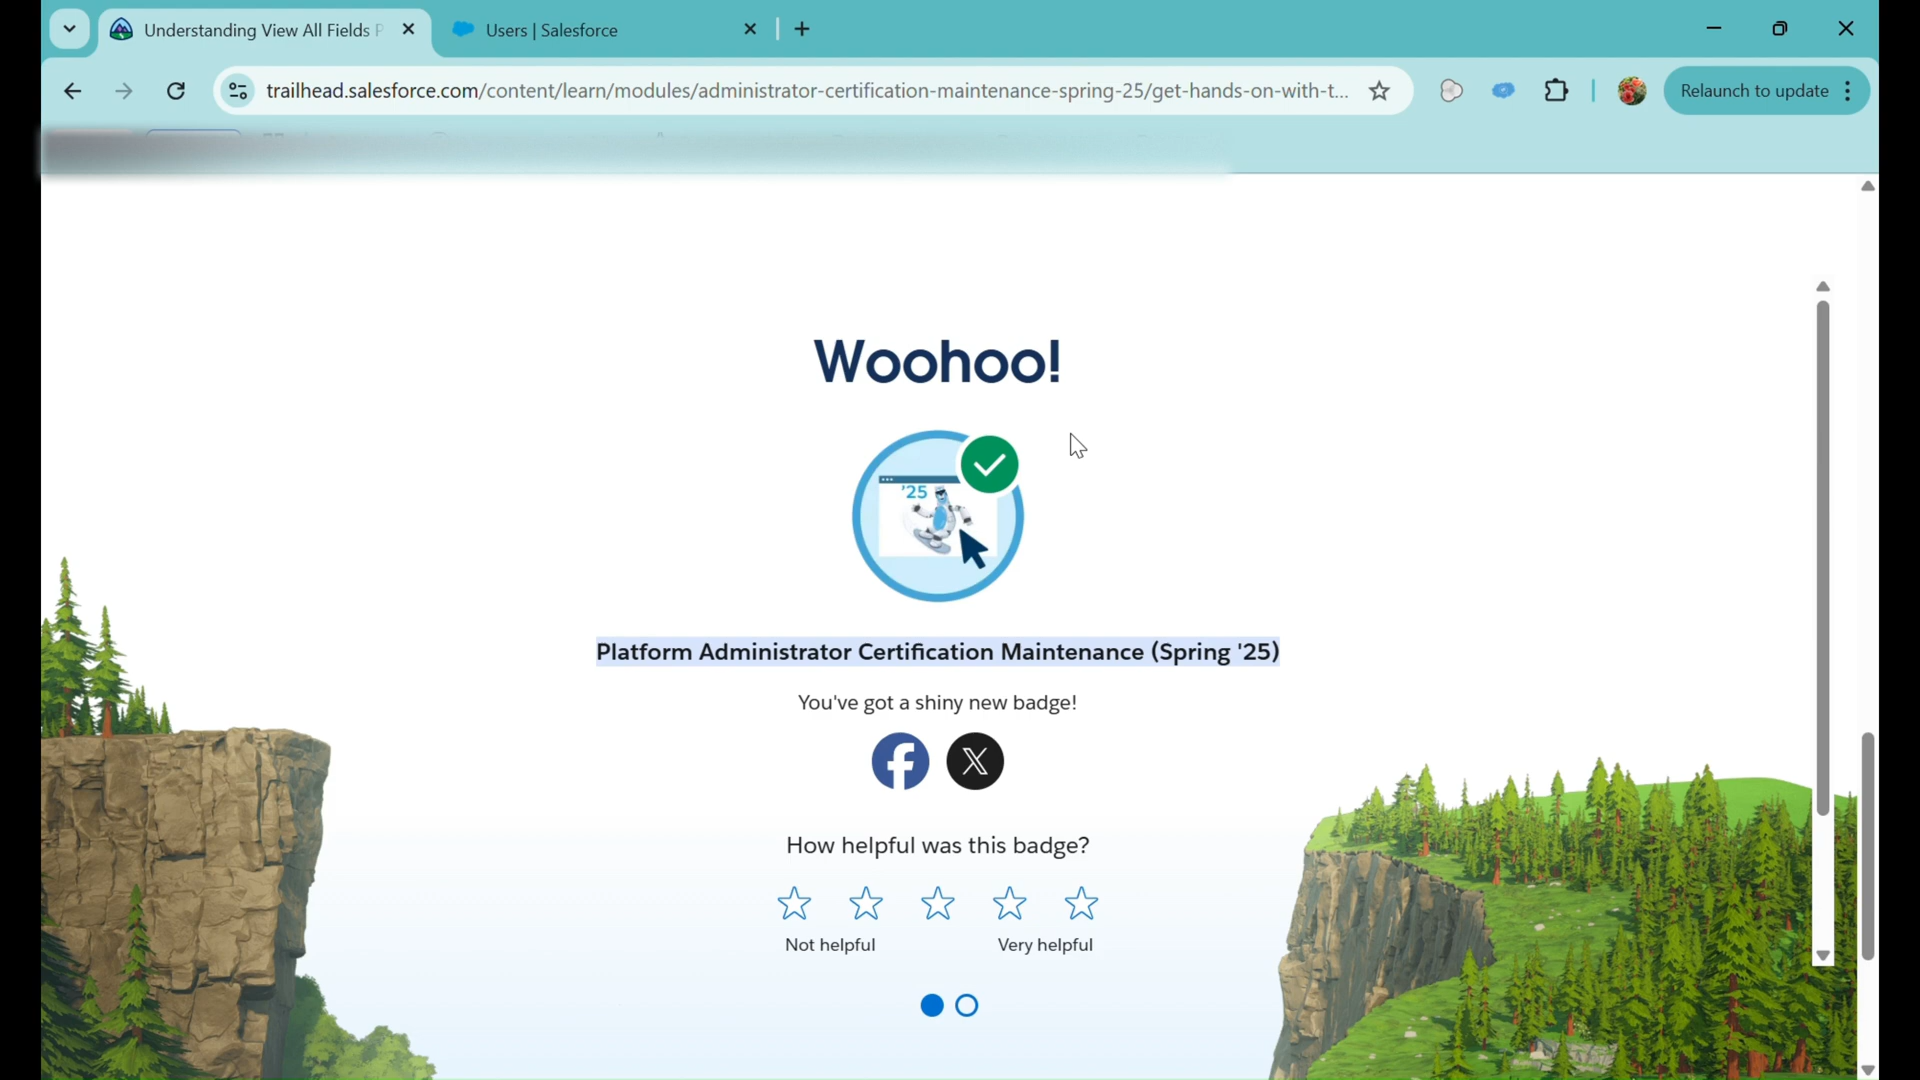 Understanding View All Fields P
Users | Salesforce
trailhead.salesforce.com/content/learn/modules/administrator-certification-maintenance-spring-25/get-hands-on-with-t...
Relaunch to update
Woohoo!
'25
Platform Administrator Certification Maintenance (Spring '25)
You've got a shiny new badge!
How helpful was this badge?
Not helpful
Very helpful